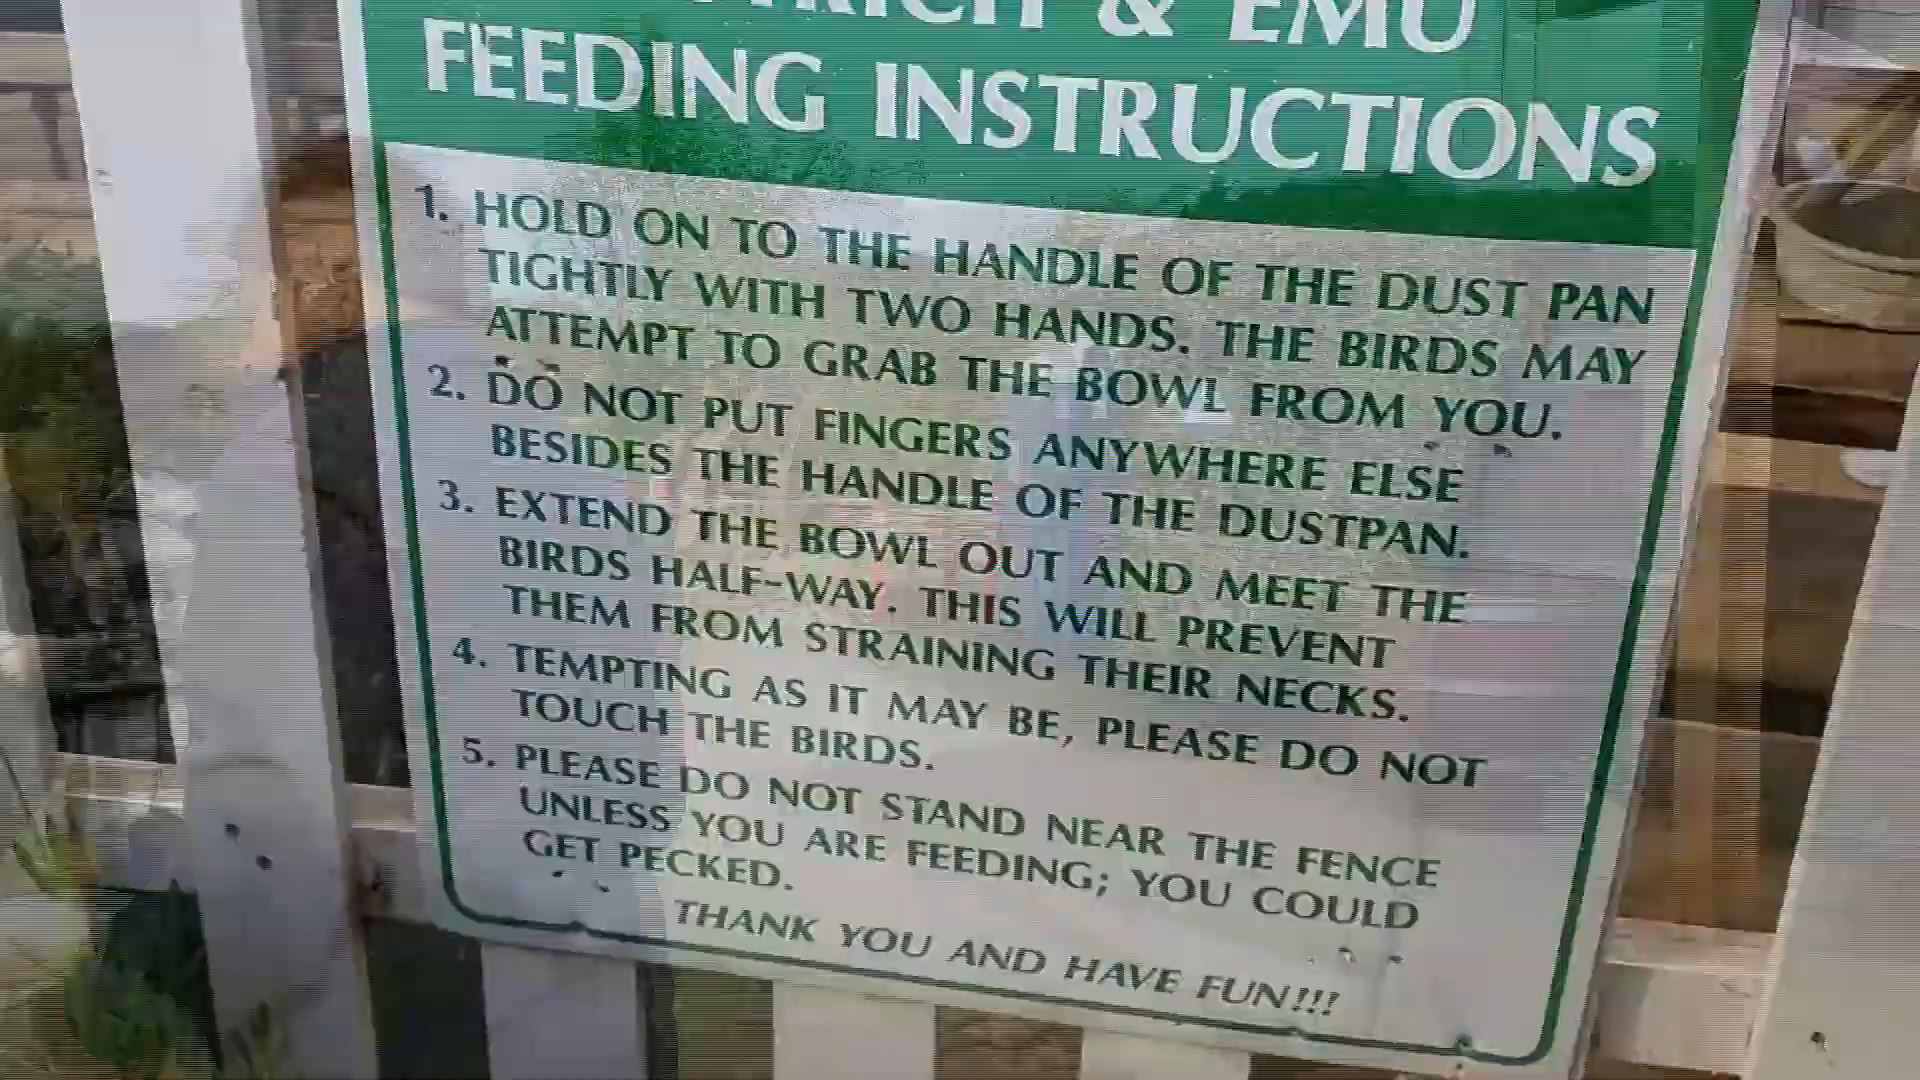 & EMU
FEEDING INSTRUCTIONS
1. HOLD ON TO THE HANDLE OF THE DUST PAN
TIGHTLY WITH TWO HANDS. THE BIRDS MAY
ATTEMPT TO GRAB THE BOWL FROM YOU.
2. DO NOT PUT FINGERS ANYWHERE ELSE
BESIDES THE HANDLE OF THE DUSTPAN.
3. EXTEND THE BOWL OUT AND MEET THE
BIRDS HALF-WAY. THIS WILL PREVENT
THEM FROM STRAINING THEIR NECKS.
4. TEMPTING AS IT MAY BE, PLEASE DO NOT
TOUCH THE BIRDS.
5. PLEASE DO NOT STAND NEAR THE FENCE
UNLESS YOU ARE FEEDING; YOU COULD
GET PECKED.
THANK YOU AND HAVE FUN!!!